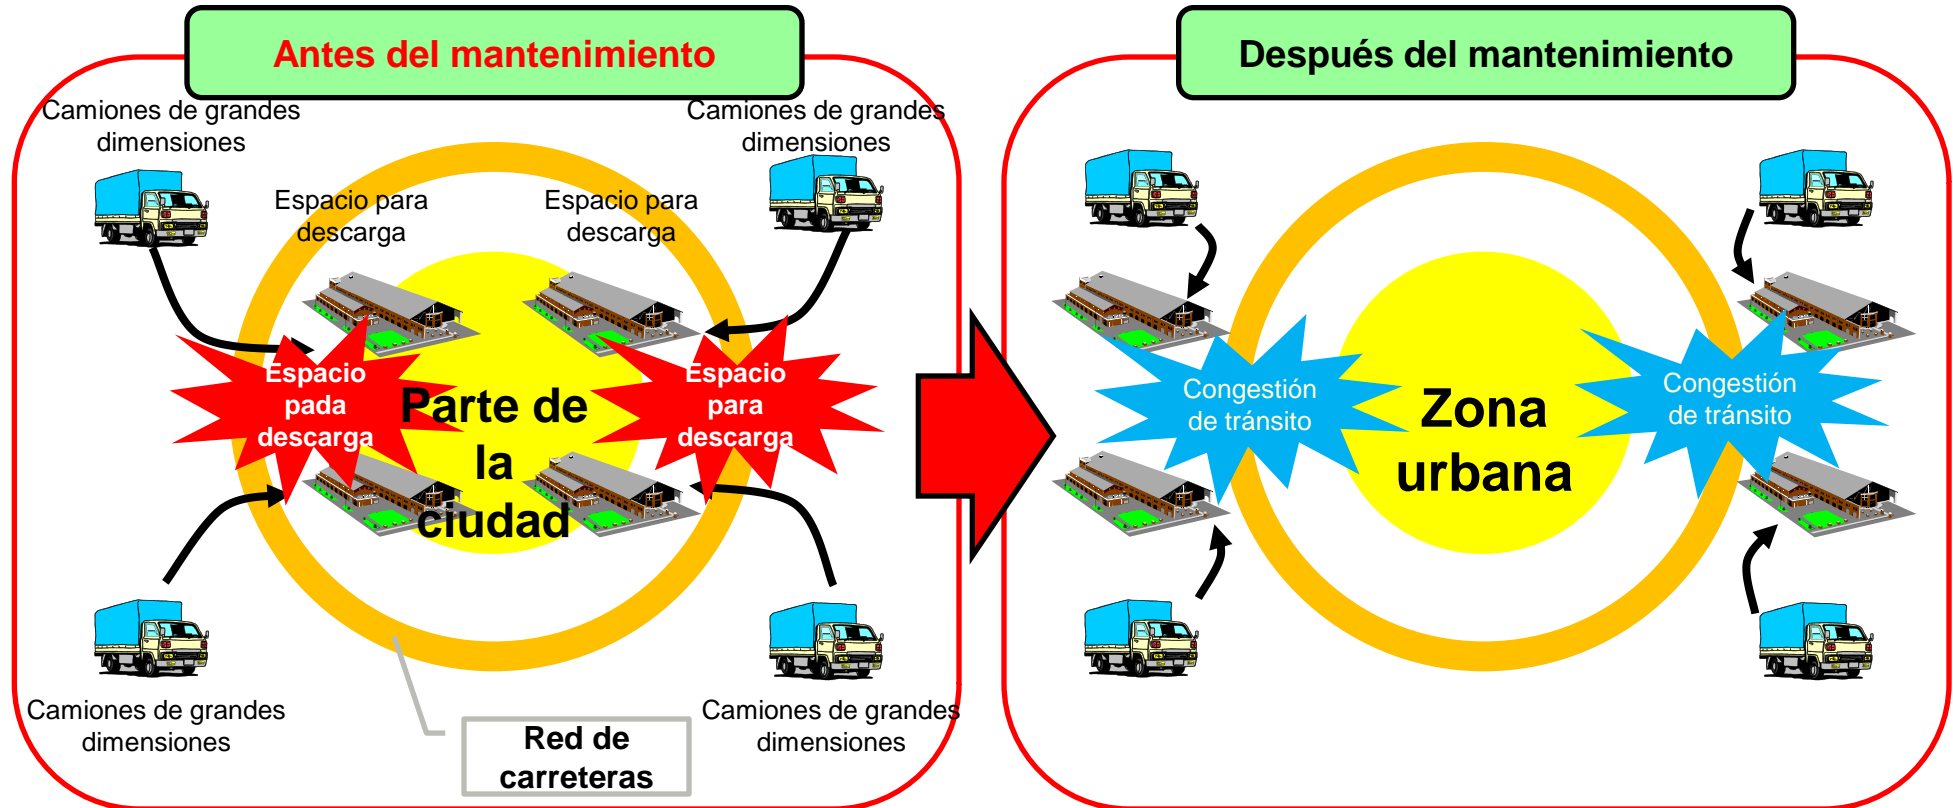 Antes del mantenimiento
Camiones de grandes
dimensiones
Camiones de grandes
dimensiones
Espacio para
descarga
Espacio para
descarga
Espacio
pada
descarga
Parte de
la
ciudad
Espacio
para
descarga
Camiones de grandes
dimensiones
Camiones de grandes
dimensiones
Red de
carreteras
Después del mantenimiento
Congestión
de tránsito
Zona
urbana
Congestión
de tránsito